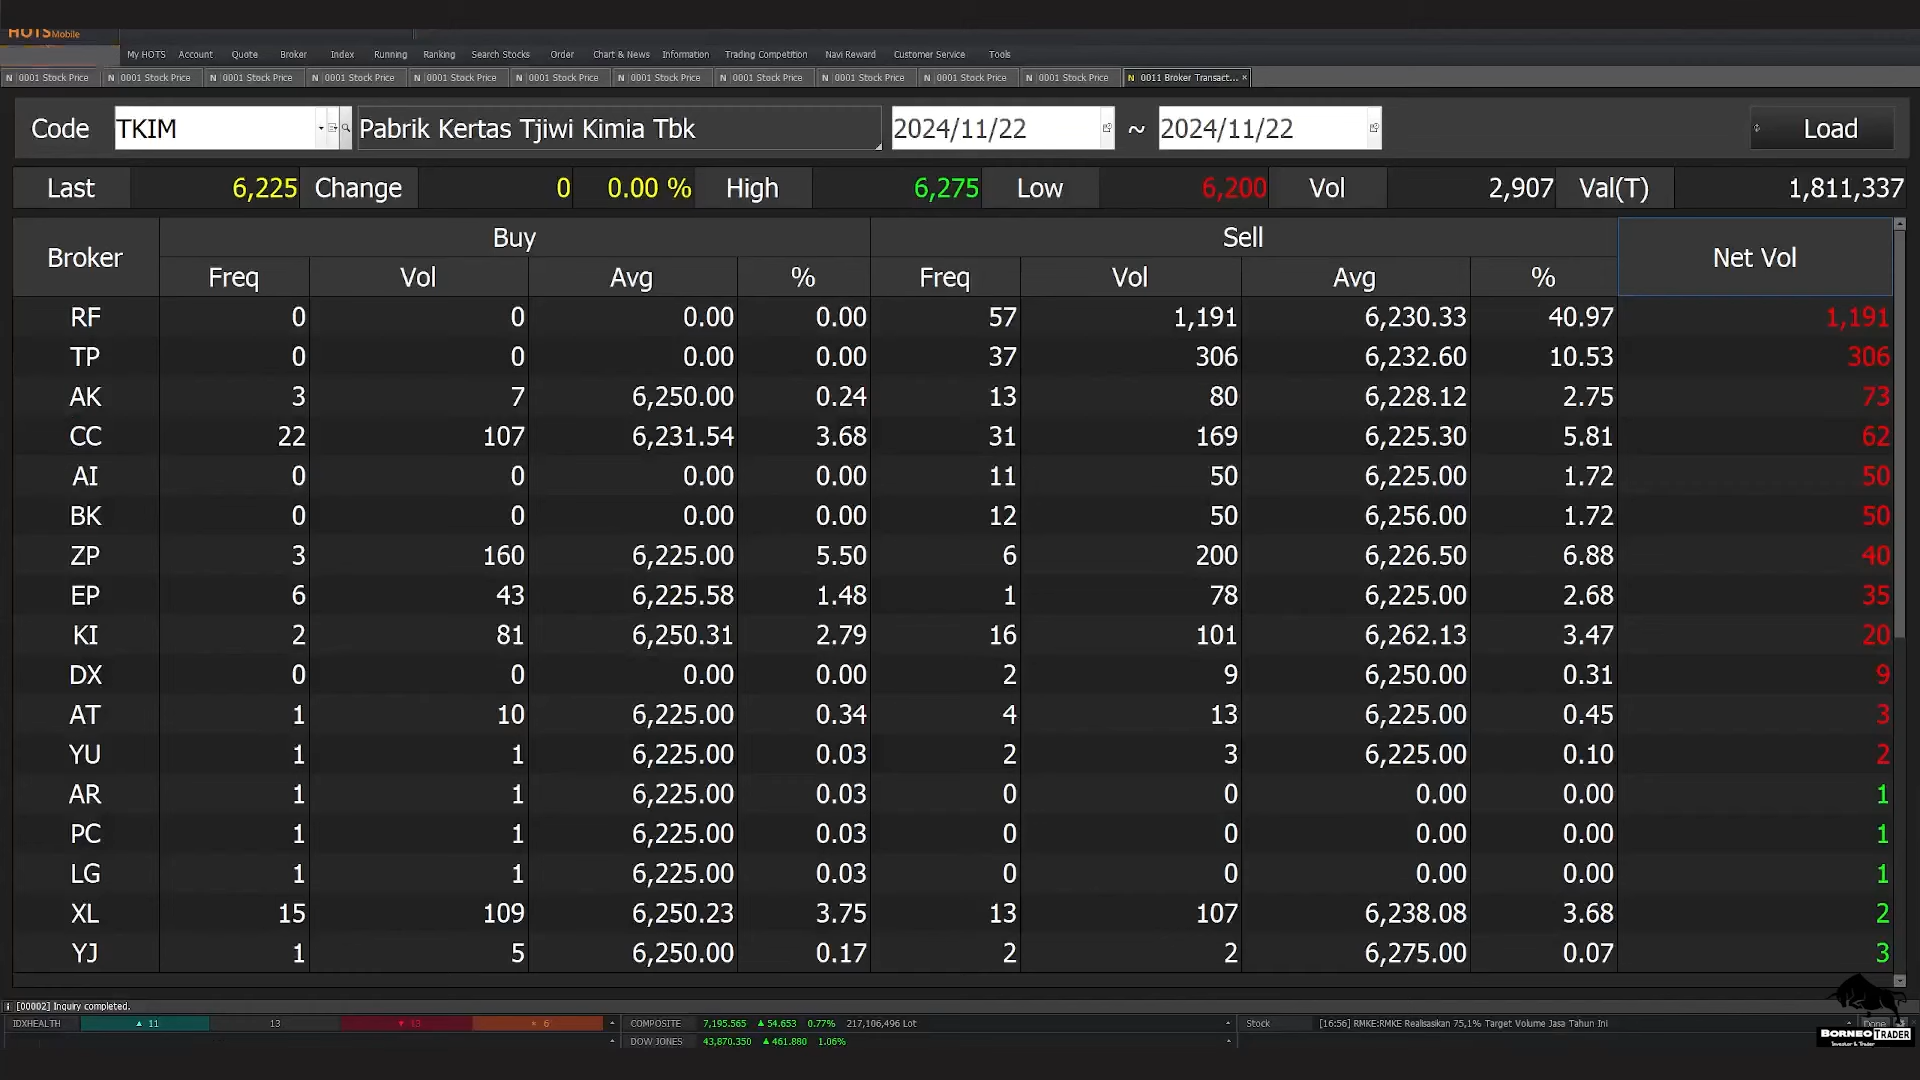 HOTS Mobile
My HOTS Account Quote Broker Index Running Ranking Search Stocks Order Chart & News Information Trading Competition Navi Reward Customer Service Tools
N 0001 Stock Price N 0001 Stock Price N 0001 Stock Price N 0001 Stock Price N 0001 Stock Price N 0001 Stock Price N 0001 Stock Price N 0001 Stock Price N 0001 Stock Price N 0001 Stock Price N 0001 Stock Price N 0011 Broker Transact... ×
Code TKIM Pabrik Kertas Tjiwi Kimia Tbk 2024/11/22 ~ 2024/11/22 Load
Last 6,225 Change 0 0.00 % High 6,275 Low 6,200 Vol 2,907 Val(T) 1,811,337
Broker Buy Sell Net Vol
Freq Vol Avg % Freq Vol Avg %
RF 0 0 0.00 0.00 57 1,191 6,230.33 40.97 1,191
TP 0 0 0.00 0.00 37 306 6,232.60 10.53 306
AK 3 7 6,250.00 0.24 13 80 6,228.12 2.75 73
CC 22 107 6,231.54 3.68 31 169 6,225.30 5.81 62
AI 0 0 0.00 0.00 11 50 6,225.00 1.72 50
BK 0 0 0.00 0.00 12 50 6,256.00 1.72 50
ZP 3 160 6,225.00 5.50 6 200 6,226.50 6.88 40
EP 6 43 6,225.58 1.48 1 78 6,225.00 2.68 35
KI 2 81 6,250.31 2.79 16 101 6,262.13 3.47 20
DX 0 0 0.00 0.00 2 9 6,250.00 0.31 9
AT 1 10 6,225.00 0.34 4 13 6,225.00 0.45 3
YU 1 1 6,225.00 0.03 2 3 6,225.00 0.10 2
AR 1 1 6,225.00 0.03 0 0 0.00 0.00 1
PC 1 1 6,225.00 0.03 0 0 0.00 0.00 1
LG 1 1 6,225.00 0.03 0 0 0.00 0.00 1
XL 15 109 6,250.23 3.75 13 107 6,238.08 3.68 2
YJ 1 5 6,250.00 0.17 2 2 6,275.00 0.07 3
[00002] Inquiry completed.
IDXHEALTH ▲ 11 13 ▼ 13 6 COMPOSITE 7,195.565 ▲ 54.653 0.77% 217,106,496 Lot Stock [16:56] RMKE:RMKE Realisasikan 75,1% Target Volume Jasa Tahun Ini Done
DOW JONES 43,870.350 ▲ 461.880 1.06%
BORNEO TRADER
Investor & Trader